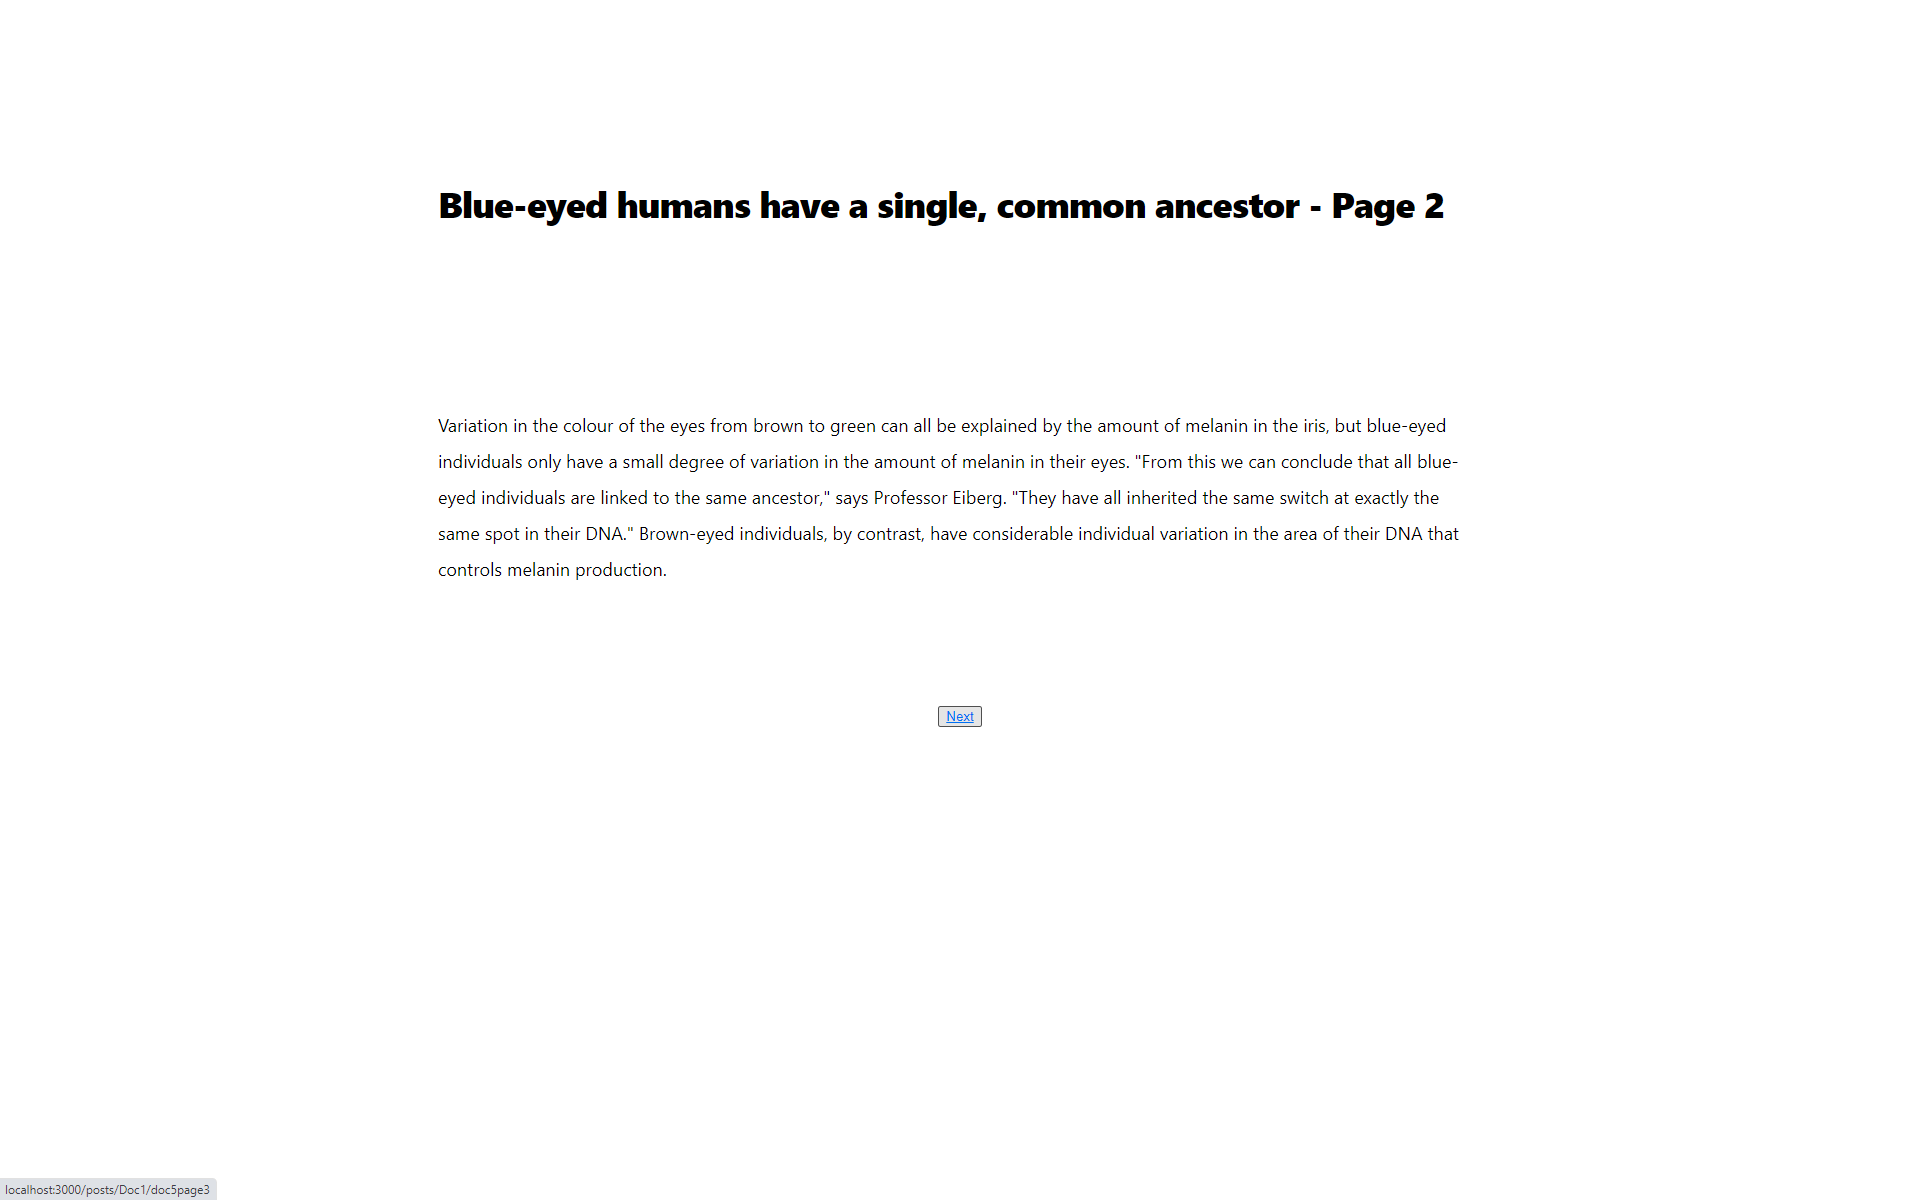 Blue-eyed humans have a single, common ancestor - Page 2
Variation in the colour of the eyes from brown to green can all be explained by the amount of melanin in the iris, but blue-eyed
individuals only have a small degree of variation in the amount of melanin in their eyes. "From this we can conclude that all blue-
eyed individuals are linked to the same ancestor," says Professor Eiberg. "They have all inherited the same switch at exactly the
same spot in their DNA." Brown-eyed individuals, by contrast, have considerable individual variation in the area of their DNA that
controls melanin production.
Next
localhost:3000/posts/Doc1/doc5page3